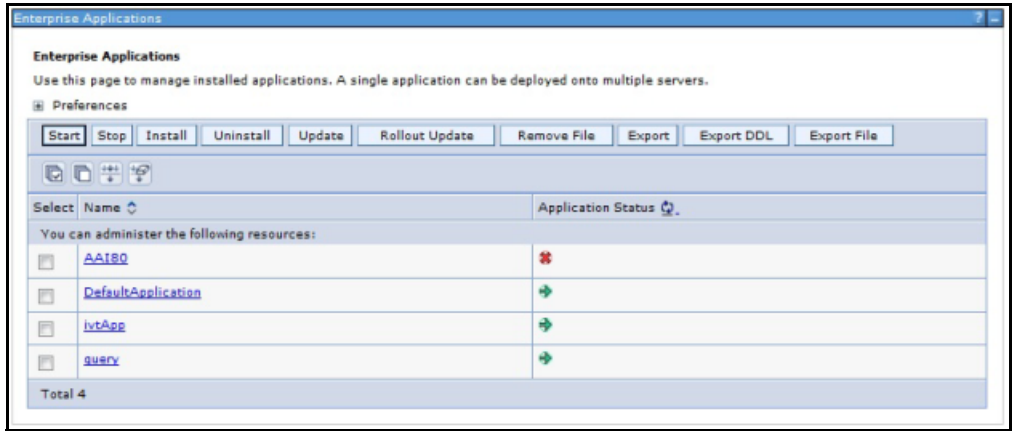 Enterprise Applications ? -
Enterprise Applications
Use this page to manage installed applications. A single application can be deployed onto multiple servers.
+ Preferences
Start Stop Install Uninstall Update Rollout Update Remove File Export Export DDL Export File
Select Name Application Status
You can administer the following resources:
AAI80
DefaultApplication
ivtApp
query
Total 4